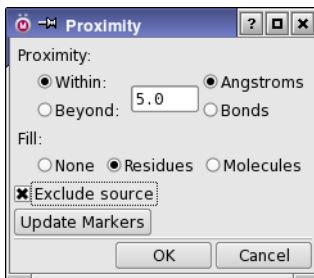 Proximity
Proximity:
Within: 5.0 Angstroms
Beyond: Bonds
Fill:
None Residues Molecules
Exclude source
Update Markers
OK Cancel